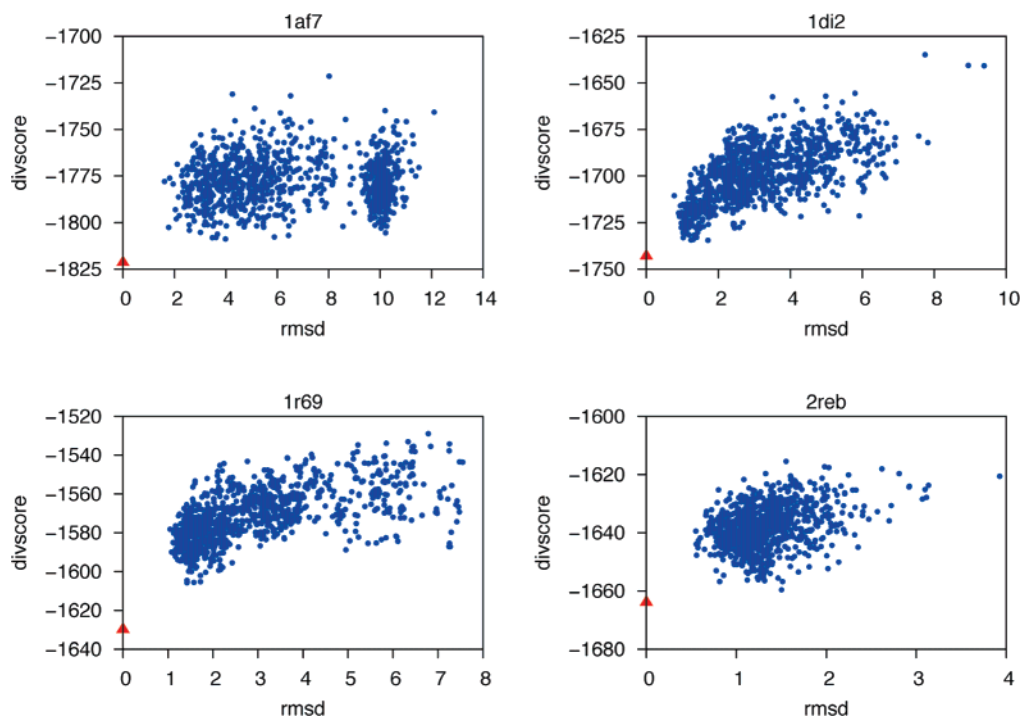 1af7
−1700
−1725
−1750
−1775
−1800
−1825
divscore
0 2 4 6 8 10 12 14
rmsd
1di2
−1625
−1650
−1675
−1700
−1725
−1750
divscore
0 2 4 6 8 10
rmsd
1r69
−1520
−1540
−1560
−1580
−1600
−1620
−1640
divscore
0 1 2 3 4 5 6 7 8
rmsd
2reb
−1600
−1620
−1640
−1660
−1680
divscore
0 1 2 3 4
rmsd